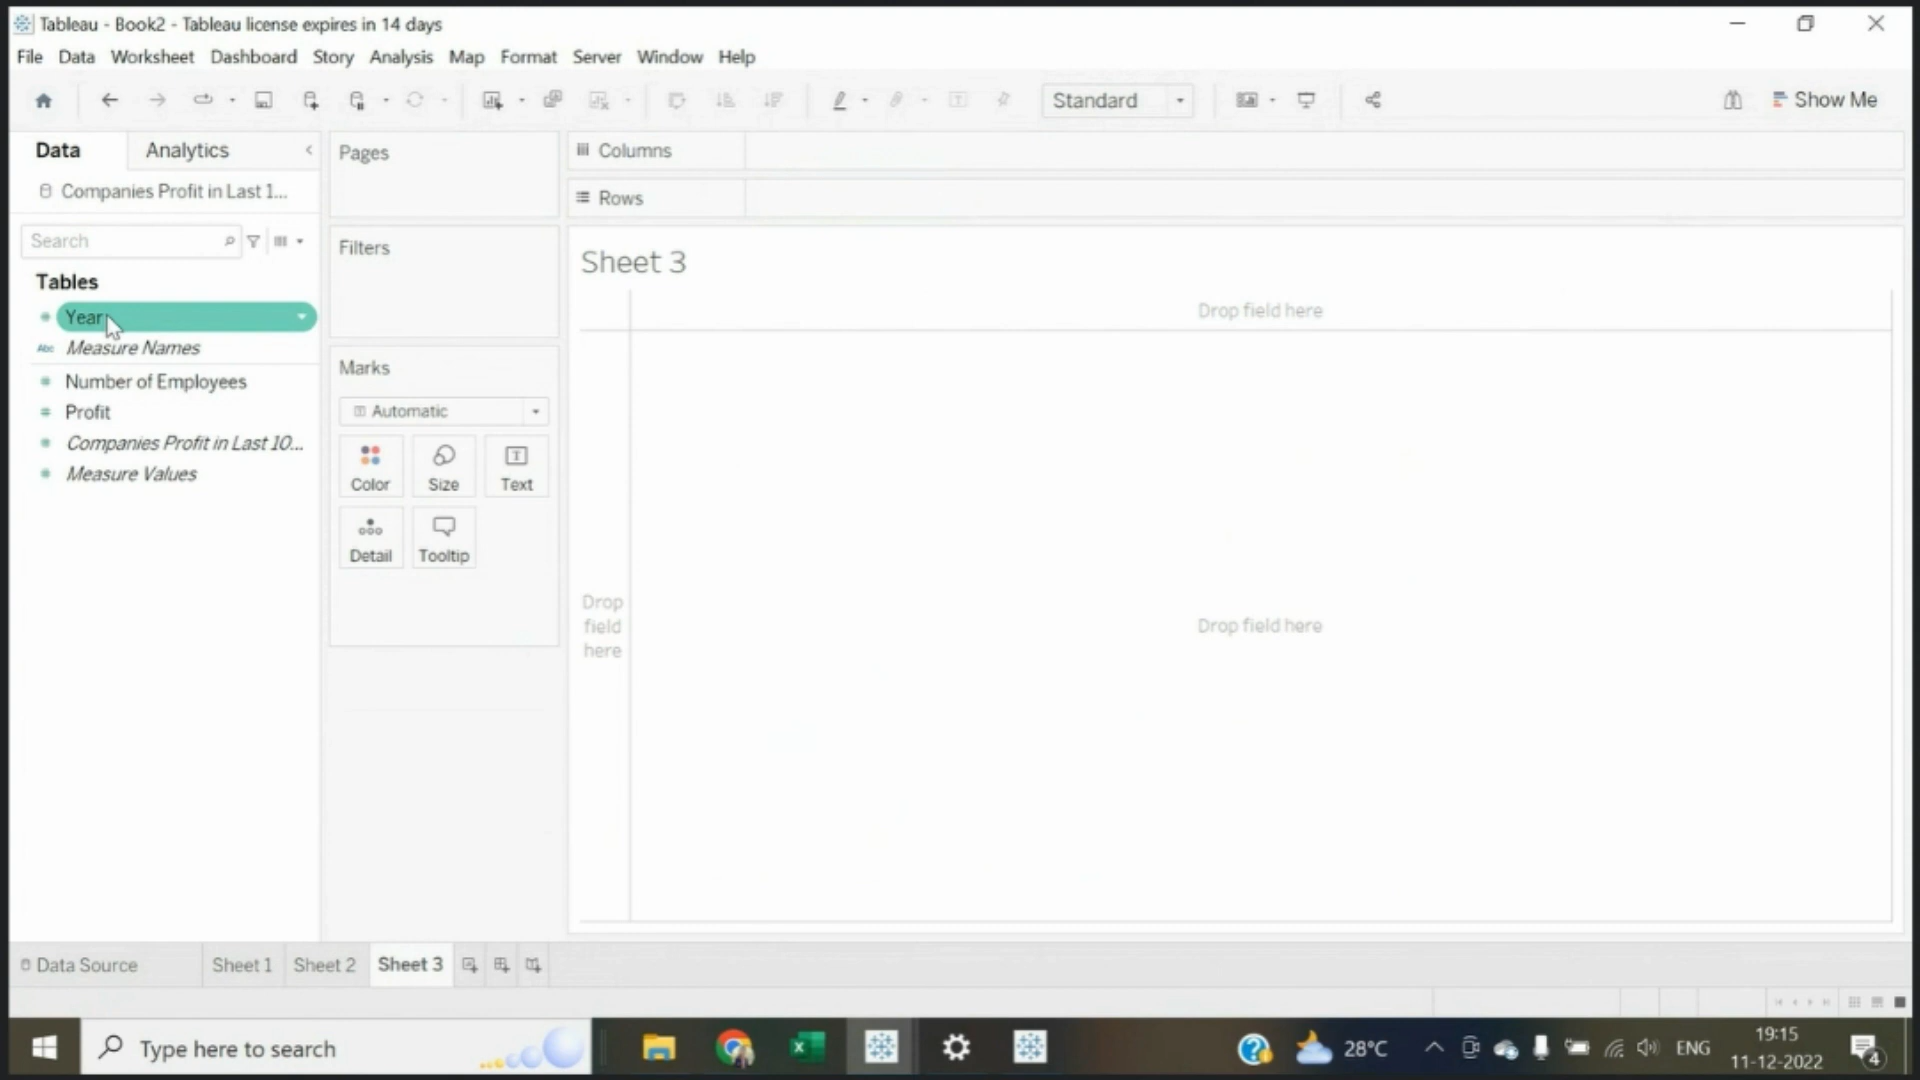 Tableau - Book2 - Tableau license expires in 14 days
File Data Worksheet Dashboard Story Analysis Map Format Server Window Help
Standard
Show Me
Data Analytics
Companies Profit in Last 1...
Search
Tables
Year
Abc Measure Names
Number of Employees
Profit
Companies Profit in Last 10...
Measure Values
Pages
Filters
Marks
Automatic
Color Size Text
Detail Tooltip
Columns
Rows
Sheet 3
Drop field here
Drop
field
here
Drop field here
Data Source Sheet 1 Sheet 2 Sheet 3
Type here to search
28°C
ENG
19:15
11-12-2022
4